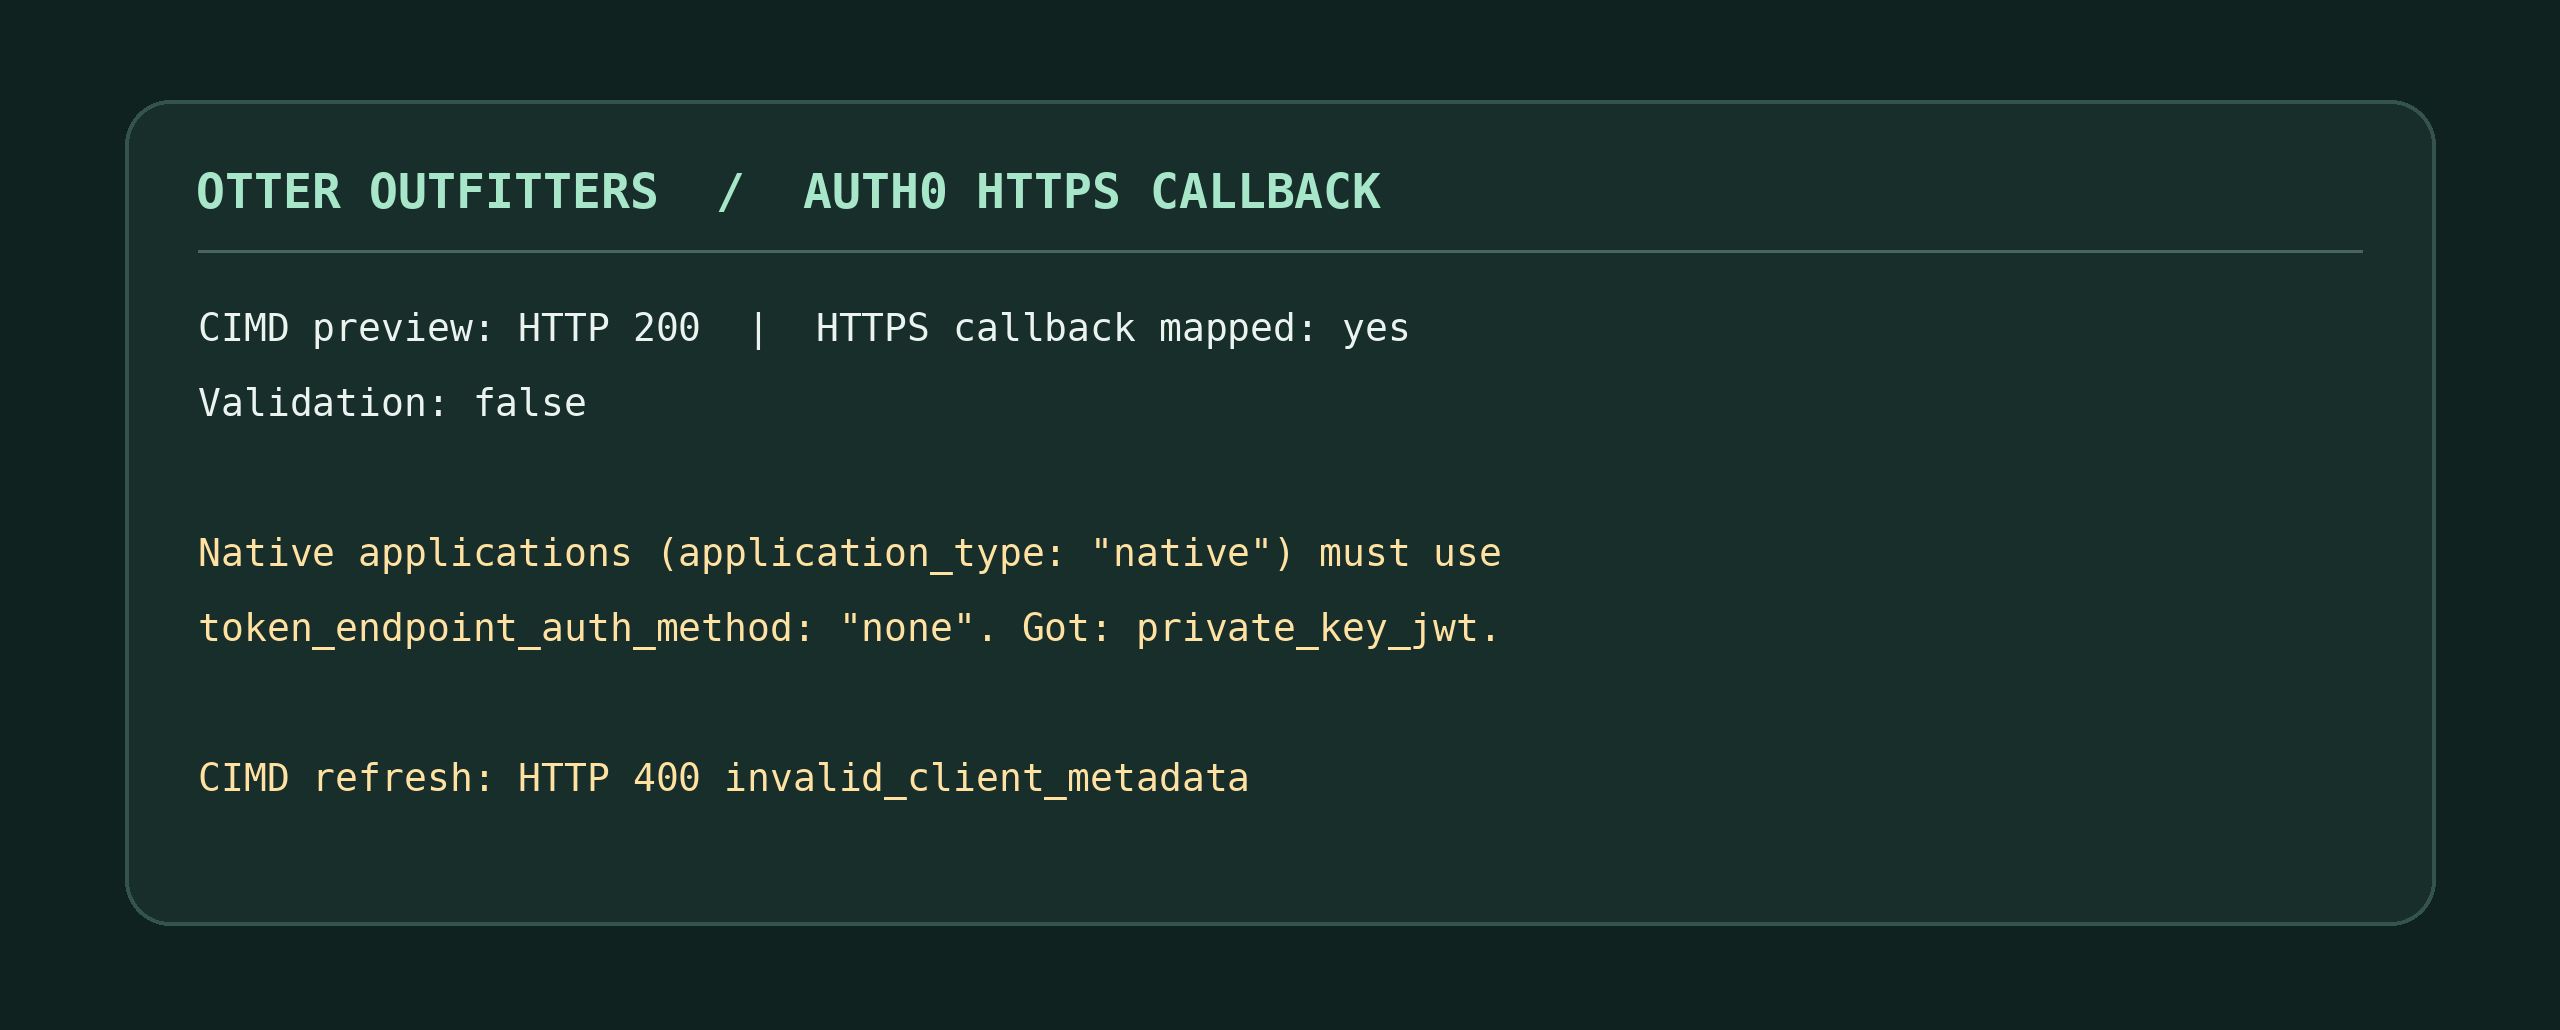 OTTER OUTFITTERS / AUTH0 HTTPS CALLBACK
CIMD preview: HTTP 200 | HTTPS callback mapped: yes
Validation: false
Native applications (application_type: "native") must use
token_endpoint_auth_method: "none". Got: private_key_jwt.
CIMD refresh: HTTP 400 invalid_client_metadata